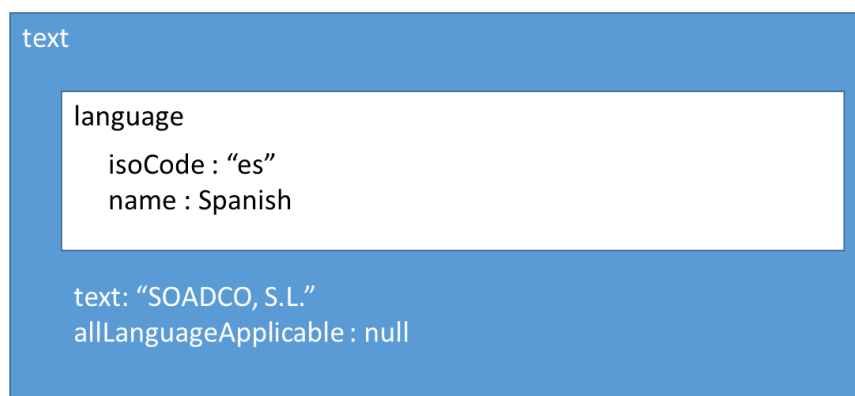 text
language
isoCode : “es”
name : Spanish
text: “SOADCO, S.L.”
allLanguageApplicable : null